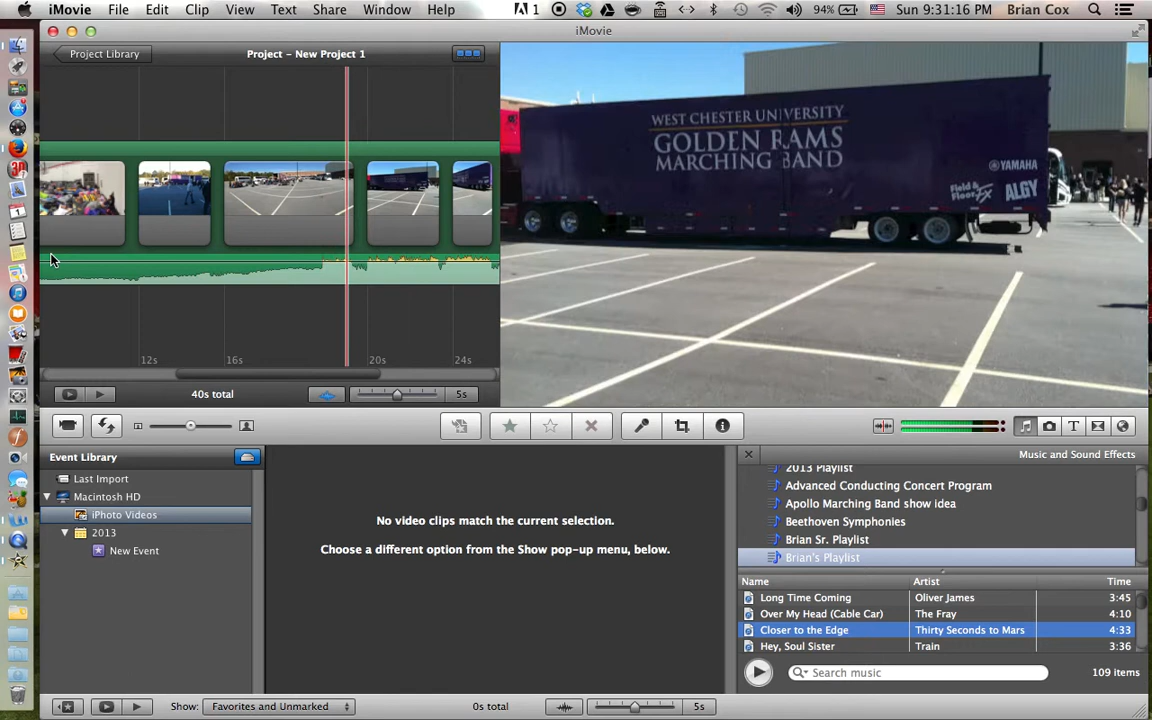 iMovie File Edit Clip View Text Share Window Help 1 94% Sun 9:31:16 PM Brian Cox
iMovie
Project Library
Project – New Project 1
WEST CHESTER UNIVERSITY
GOLDEN RAMS
MARCHING BAND
YAMAHA
Field & FloorFX
ALGY
12s 16s 20s 24s
40s total
5s
Event Library
Last Import
Macintosh HD
iPhoto Videos
2013
New Event
No video clips match the current selection.
Choose a different option from the Show pop-up menu, below.
Music and Sound Effects
2013 Playlist
Advanced Conducting Concert Program
Apollo Marching Band show idea
Beethoven Symphonies
Brian Sr. Playlist
Brian's Playlist
Name Artist Time
Long Time Coming Oliver James 3:45
Over My Head (Cable Car) The Fray 4:10
Closer to the Edge Thirty Seconds to Mars 4:33
Hey, Soul Sister Train 3:36
Search music
109 items
Show: Favorites and Unmarked
0s total
5s